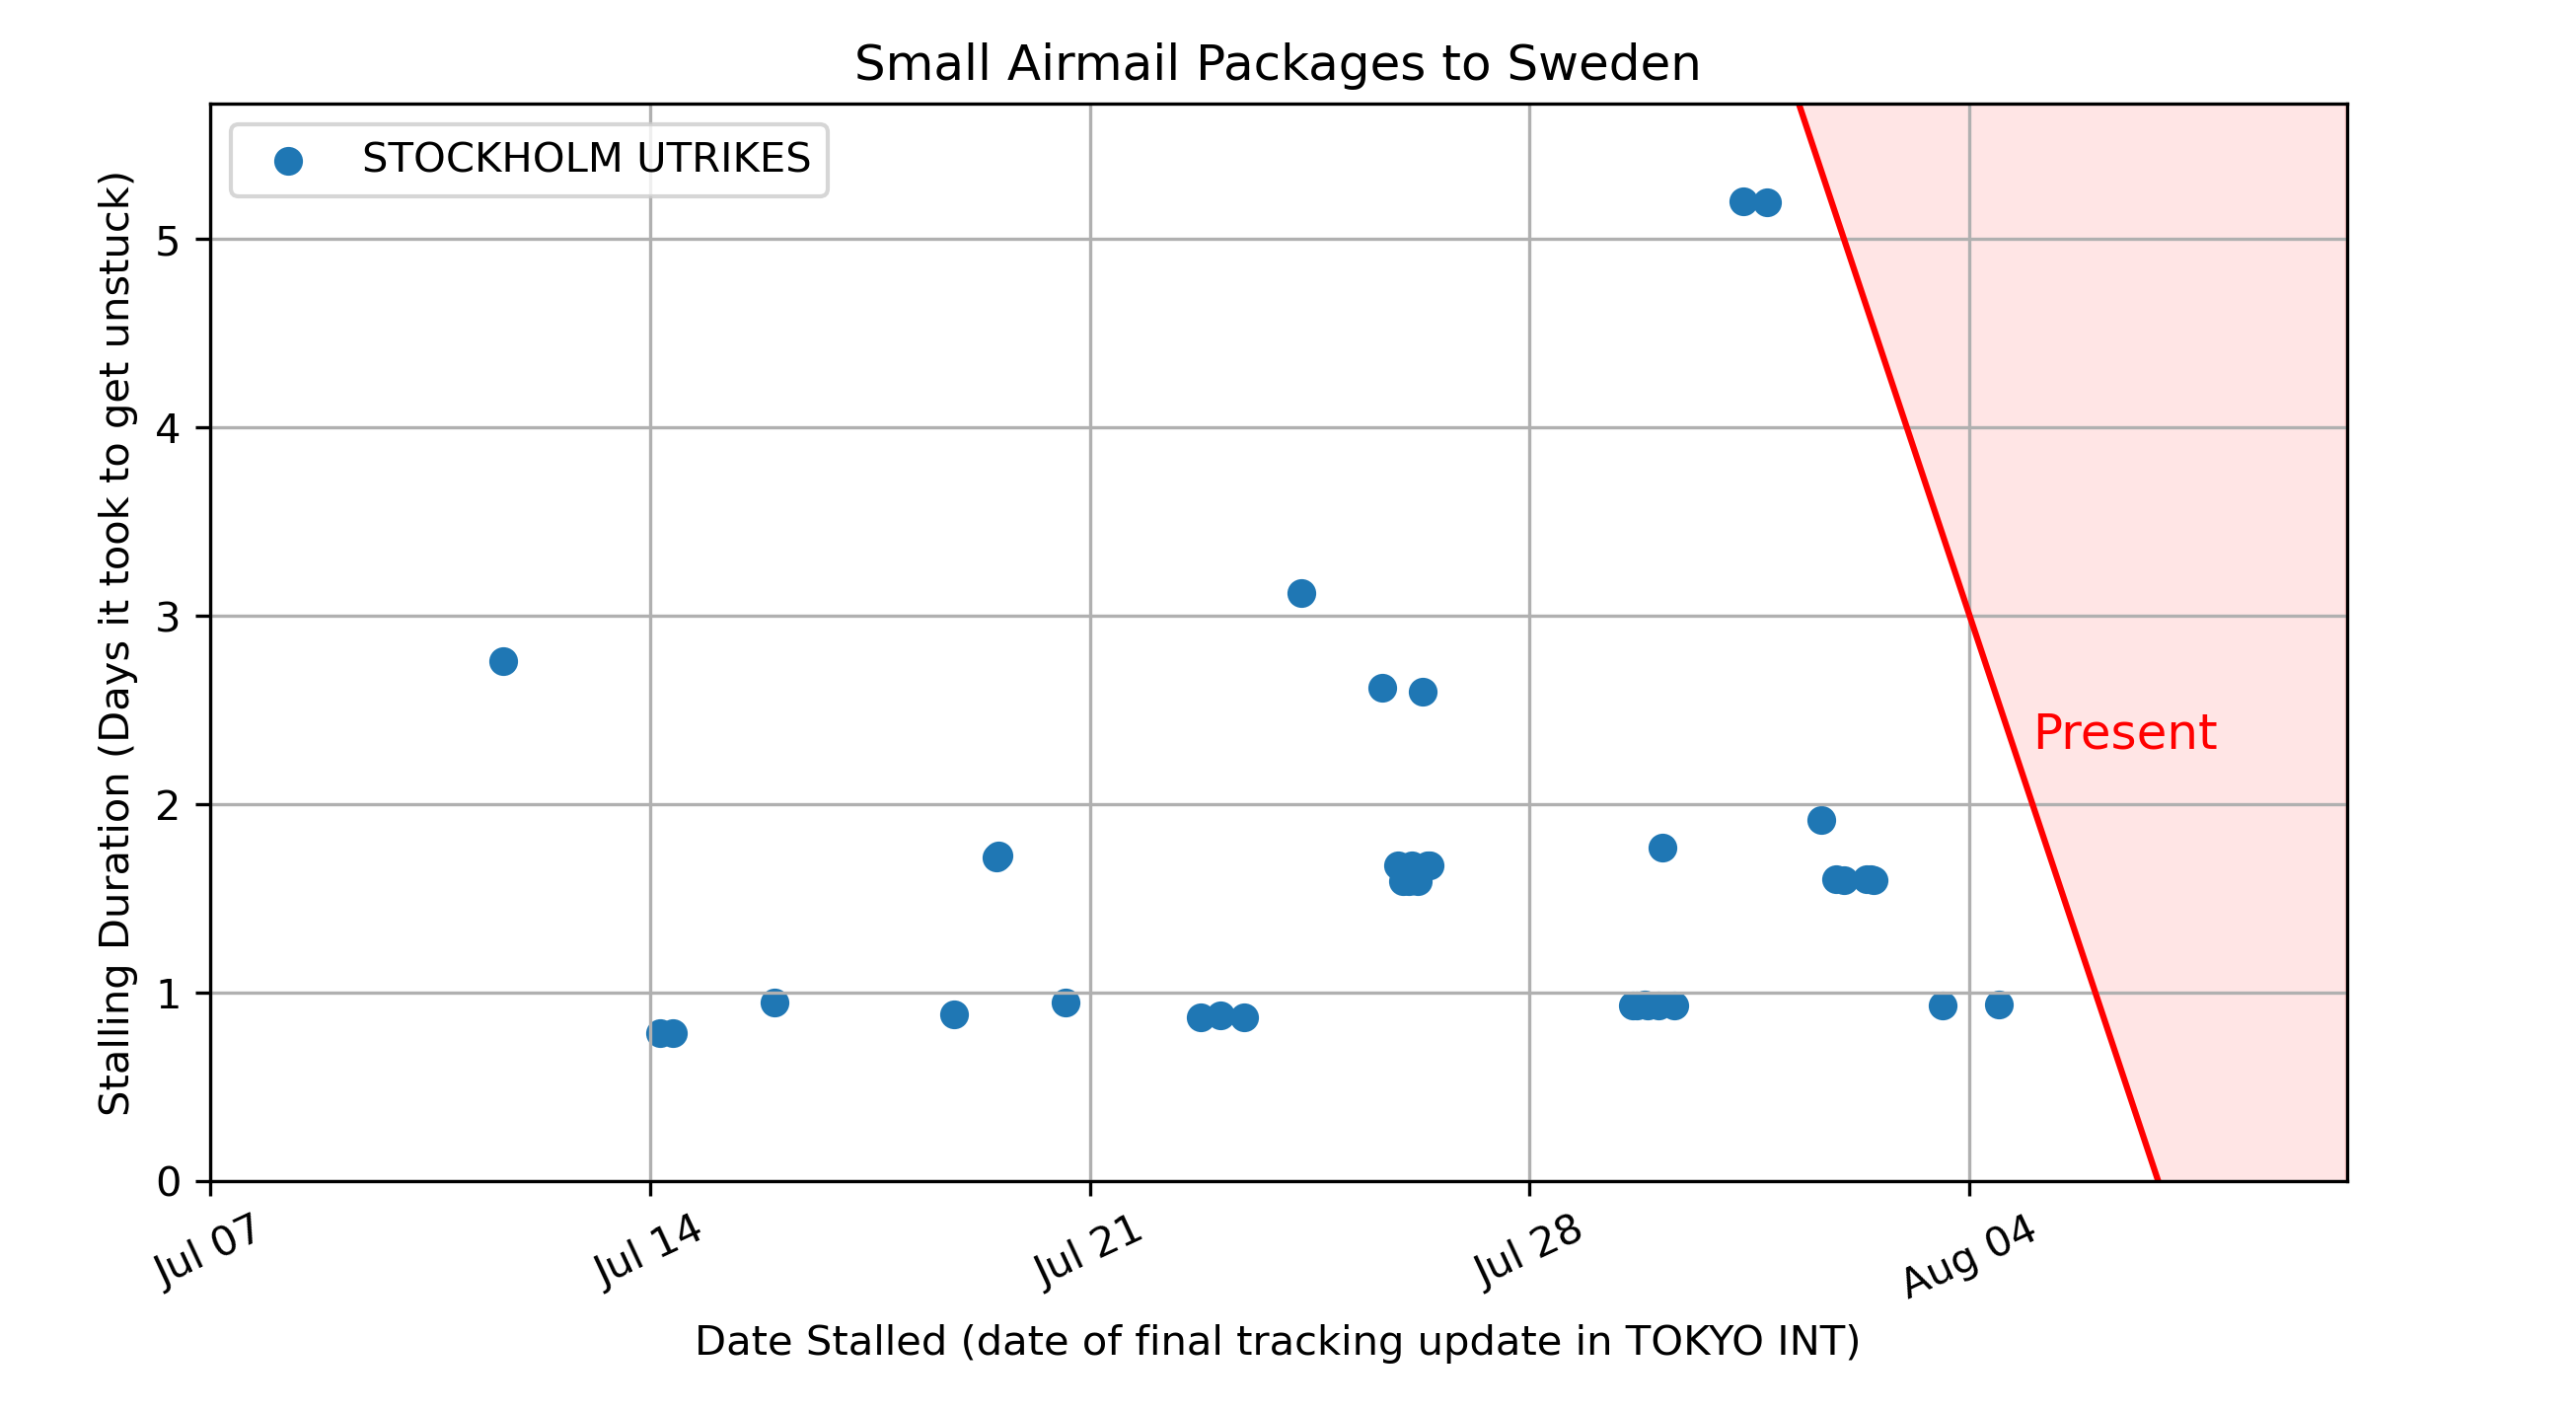 Small Airmail Packages to Sweden
STOCKHOLM UTRIKES
Stalling Duration (Days it took to get unstuck)
5
4
3
2
1
0
Present
Jul 07
Jul 14
Jul 21
Jul 28
Aug 04
Date Stalled (date of final tracking update in TOKYO INT)